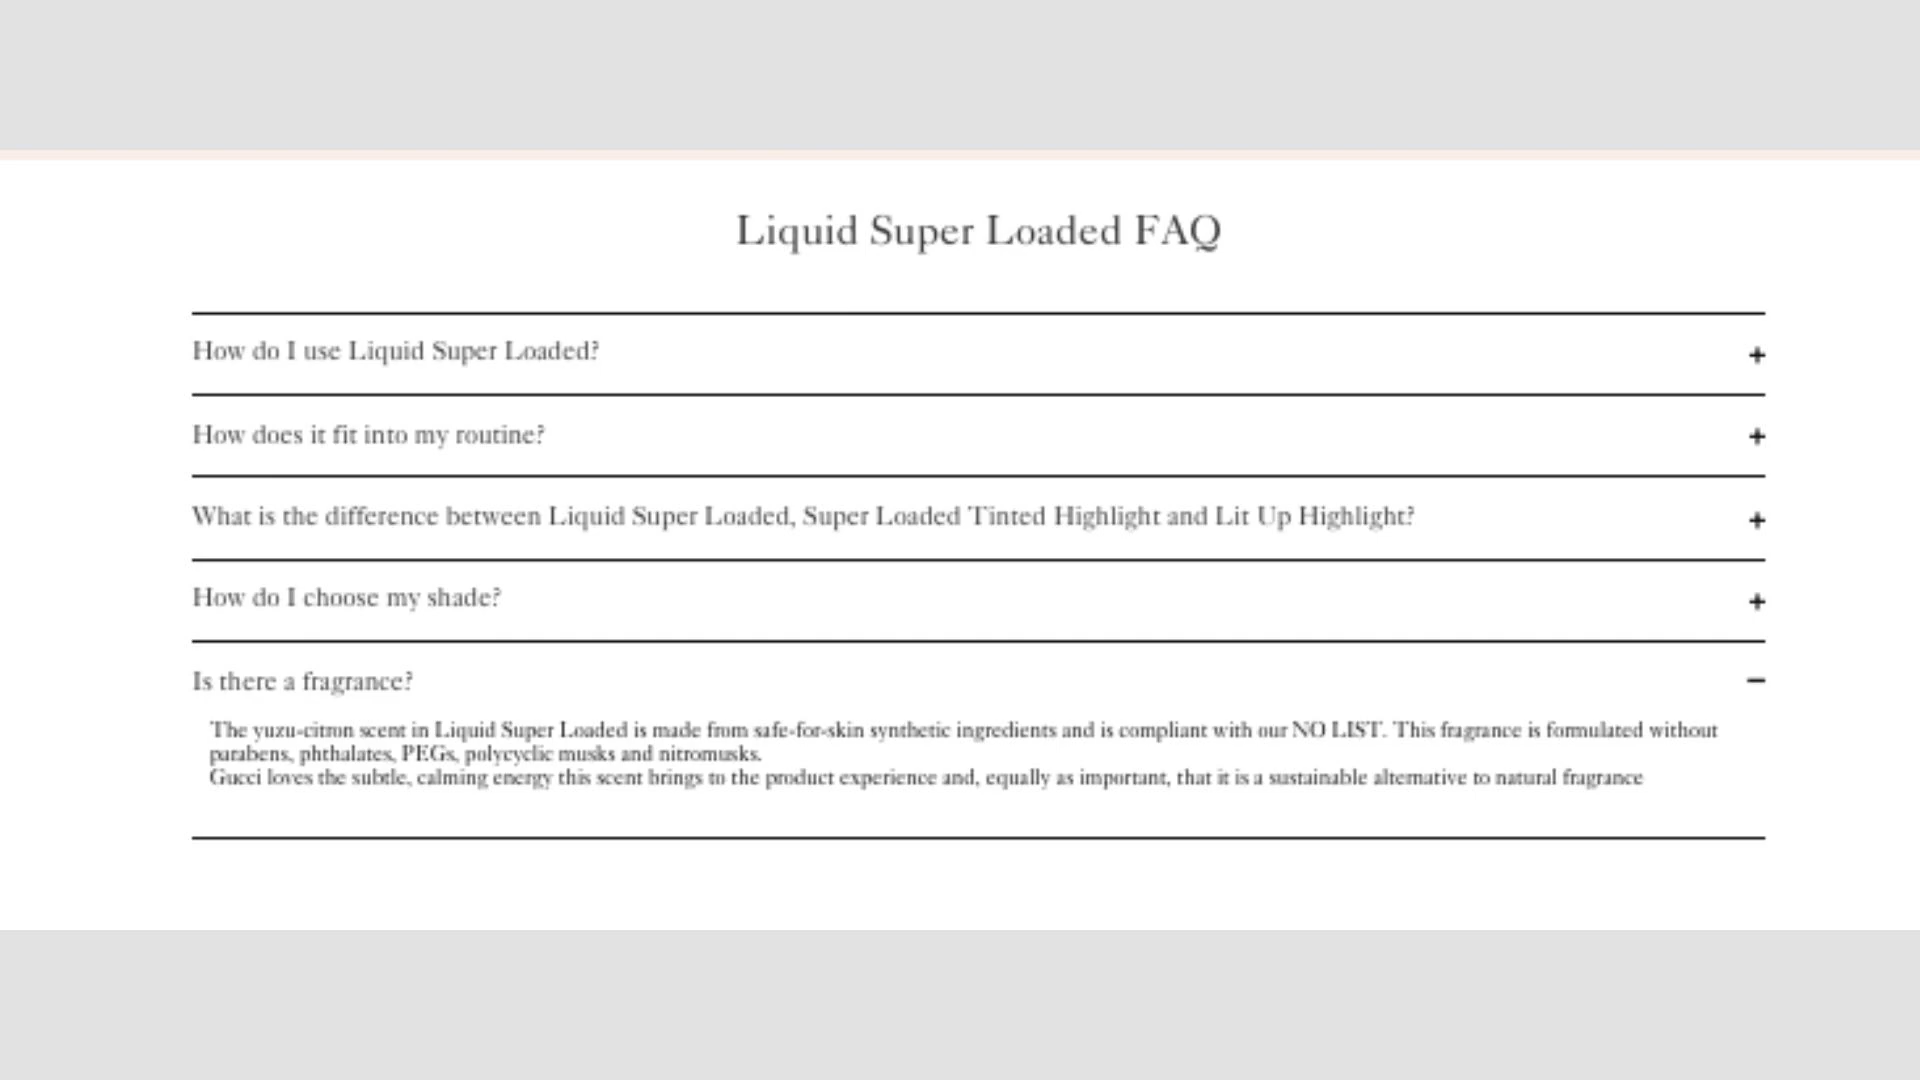 Liquid Super Loaded FAQ
How do I use Liquid Super Loaded?
How does it fit into my routine?
What is the difference between Liquid Super Loaded, Super Loaded Tinted Highlight and Lit Up Highlight?
How do I choose my shade?
Is there a fragrance?
The yuzu-citron scent in Liquid Super Loaded is made from safe-for-skin synthetic ingredients and is compliant with our NO LIST. This fragrance is formulated without
parabens, phthalates, PEGs, polycyclic musks and nitromusks.
Gucci loves the subtle, calming energy this scent brings to the product experience and, equally as important, that it is a sustainable alternative to natural fragrance